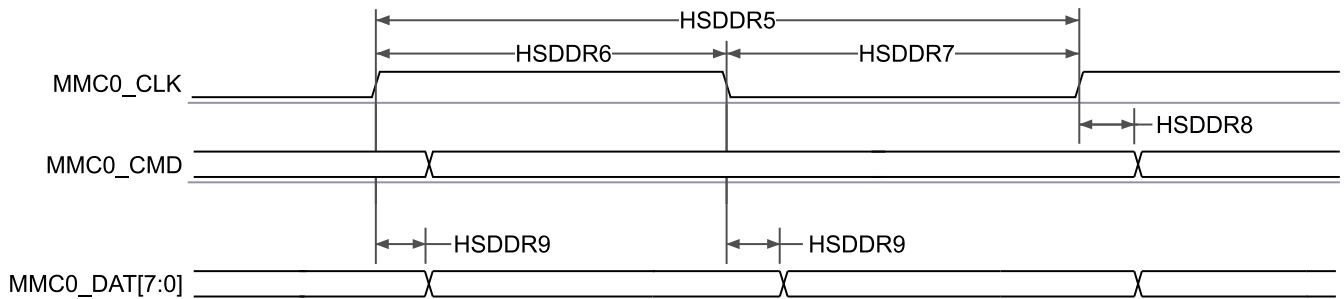 HSDDR5
HSDDR6 HSDDR7
MMC0_CLK
HSDDR8
MMC0_CMD
HSDDR9 HSDDR9
MMC0_DAT[7:0]